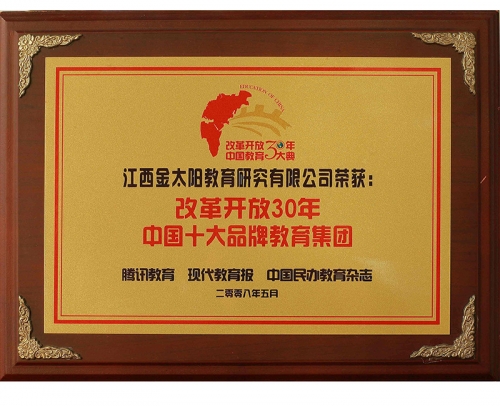 EDUCATION OF CHINA
改革开放30年
中国教育大典
江西金太阳教育研究有限公司荣获：
改革开放30年
中国十大品牌教育集团
腾讯教育 现代教育报 中国民办教育杂志
二零零八年五月